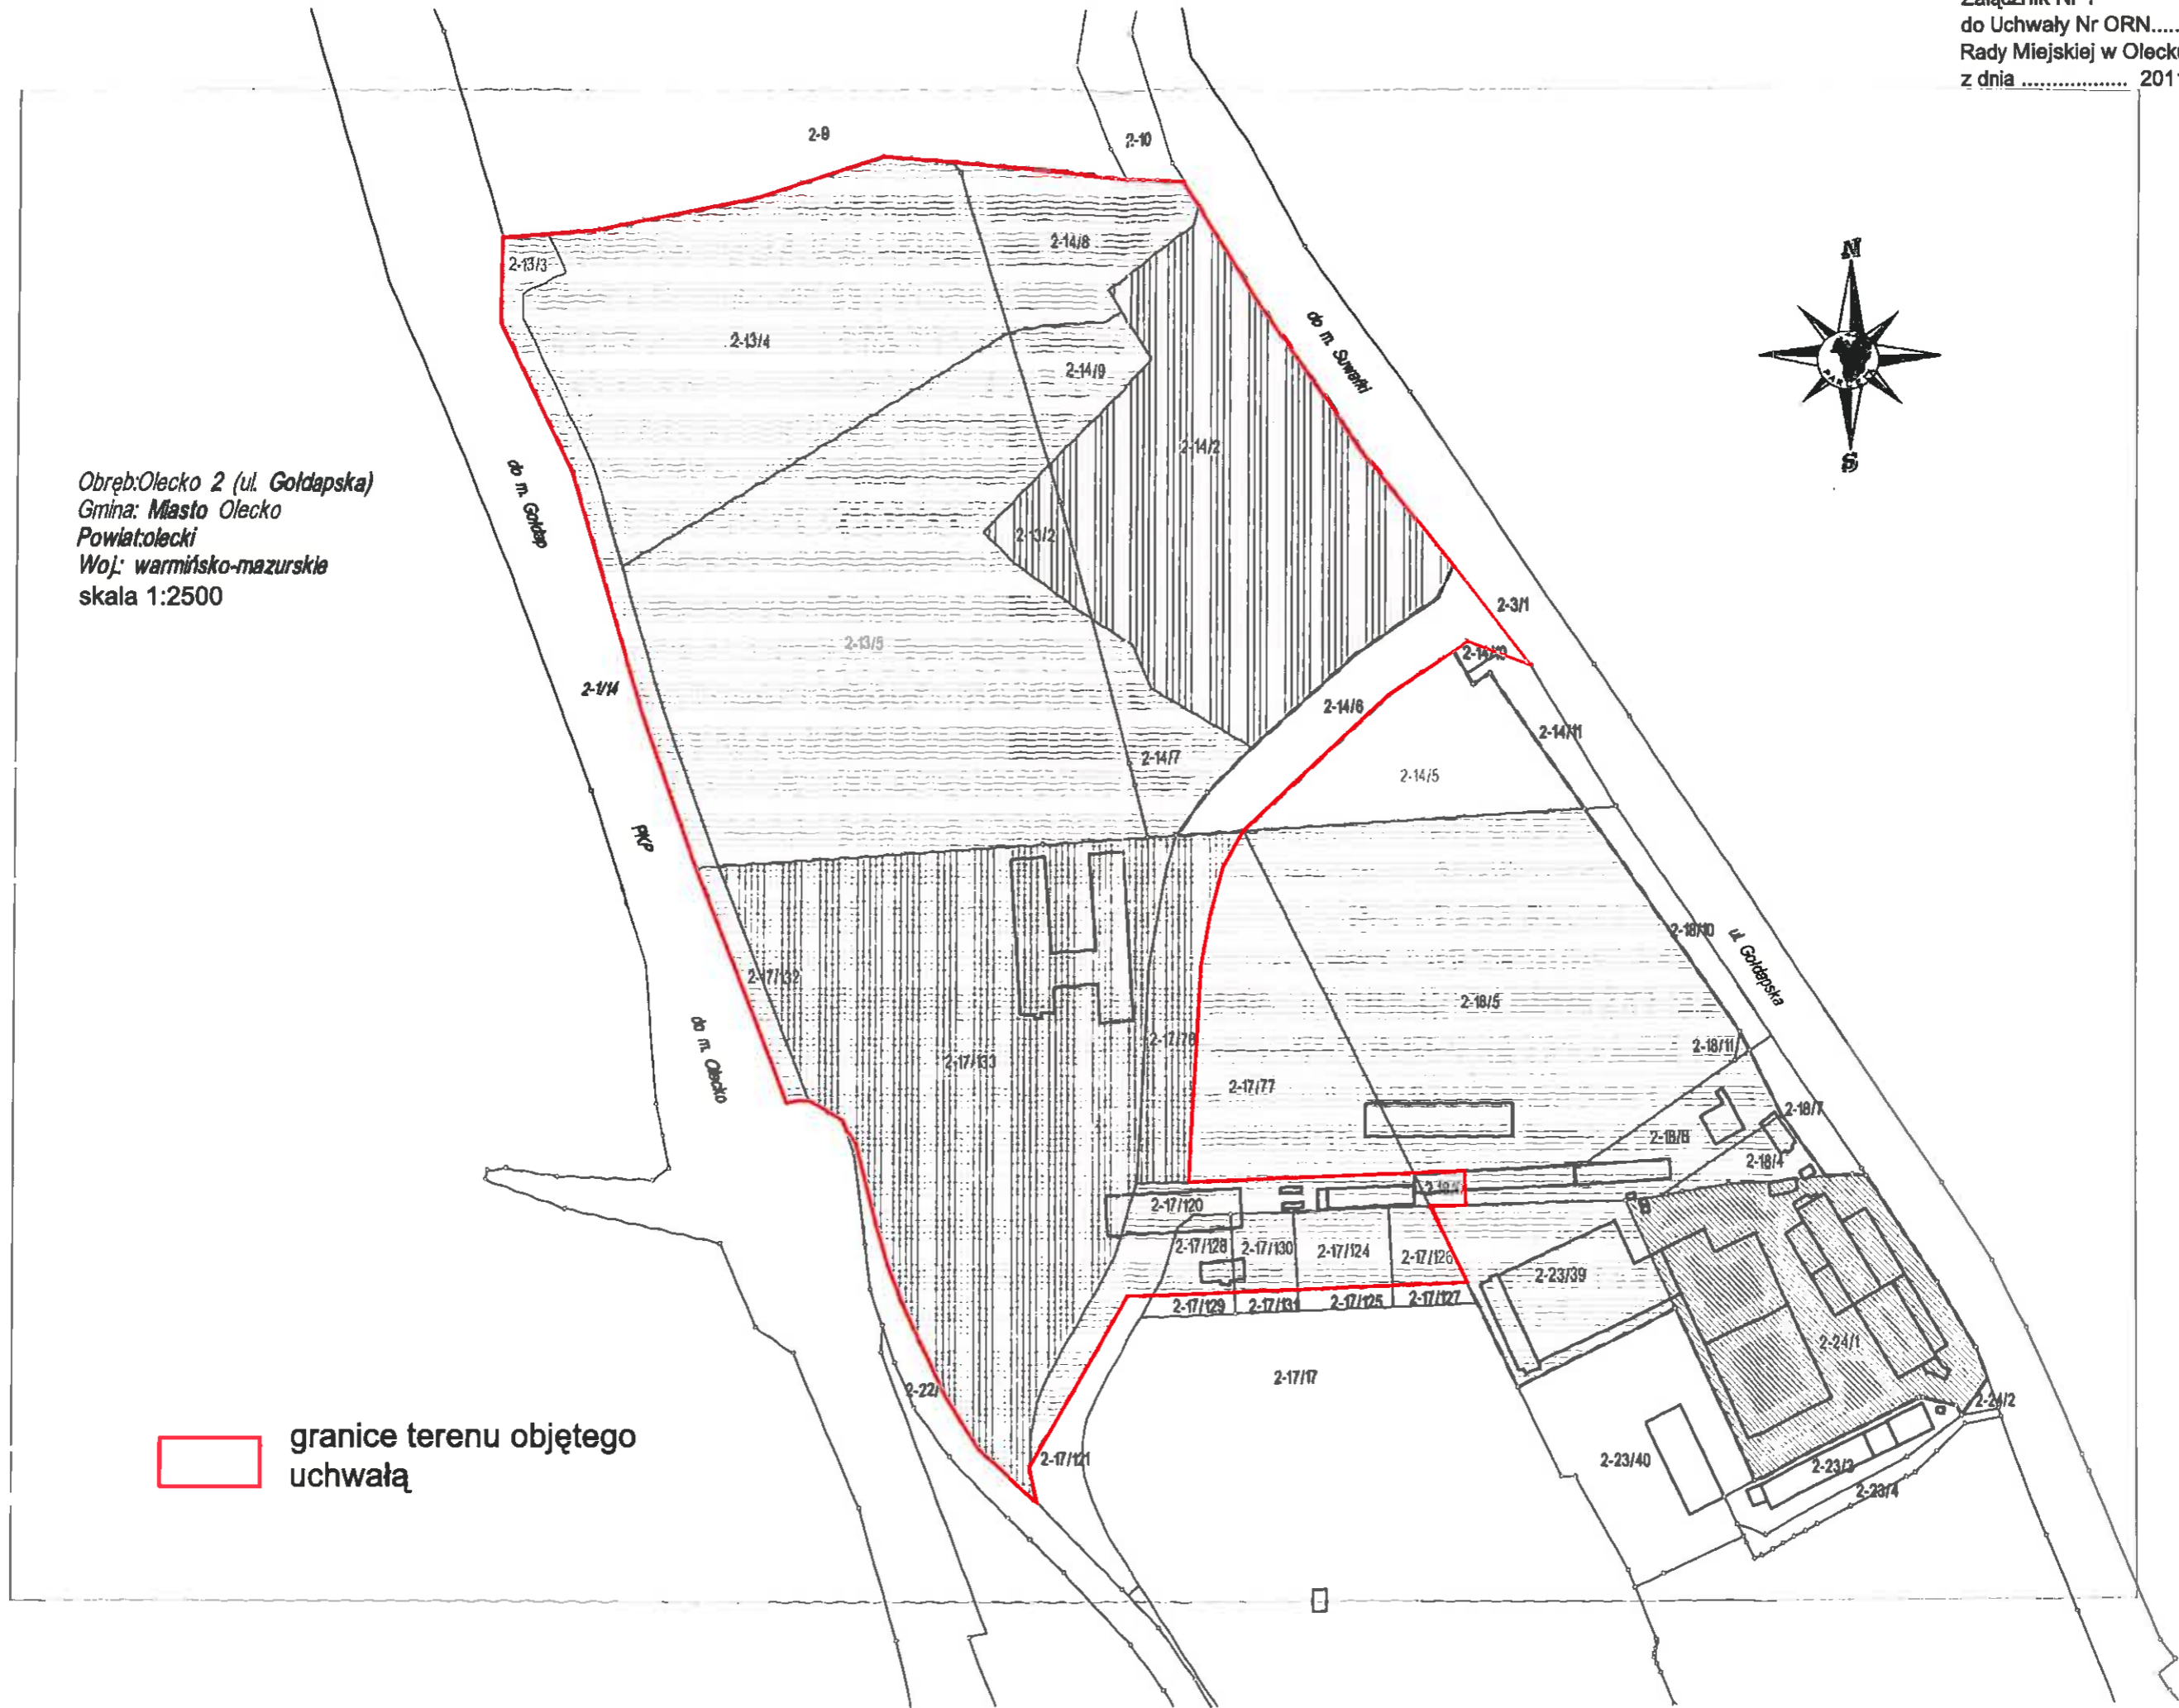 do Uchwały Nr ORN.....
Rady Miejskiej w Olecku
z dnia ................. 2011
2-9
2-10
N
2-14/8
2-13/3
do m. Suwałki
2-13/4
PARCELA
2-14/9
2-14/2
S
Obręb:Olecko 2 (ul. Gołdapska)
Gmina: Miasto Olecko
Powiat:olecki
Woj.: warmińsko-mazurskie
skala 1:2500
do m. Gołdap
2-13/2
2-3/1
2-13/5
2-1/14
2-14/6
2-14/11
2-14/7
2-14/5
PKP
2-18/10
ul. Gołdapska
2-17/132
2-18/5
do m. Olecko
2-17/78
2-18/11
2-17/133
2-17/77
2-18/7
2-18/8
2-18/4
2-17/120
2-17/128
2-17/130
2-17/124
2-17/126
2-23/39
2-17/129
2-17/131
2-17/125
2-17/127
2-24/1
2-17/17
2-22/
2-24/2
granice terenu objętego
uchwałą
2-17/121
2-23/40
2-23/3
2-23/4